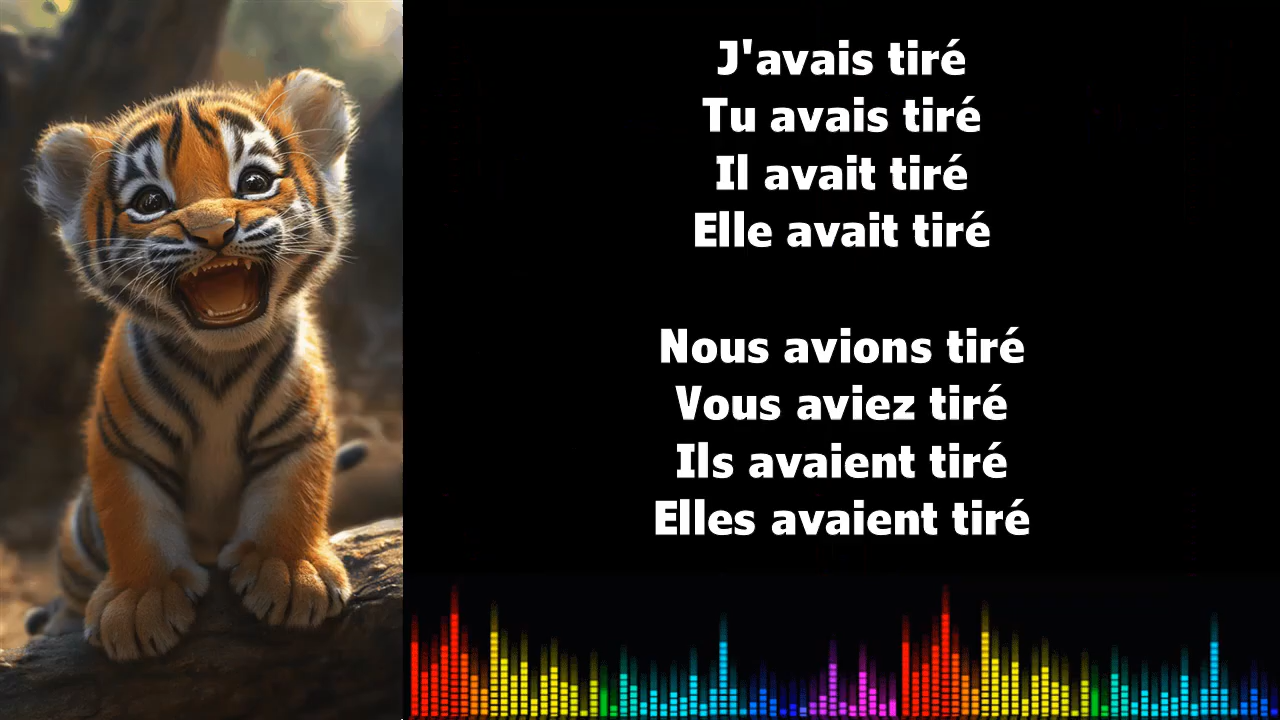 J'avais tiré
Tu avais tiré
Il avait tiré
Elle avait tiré
Nous avions tiré
Vous aviez tiré
Ils avaient tiré
Elles avaient tiré